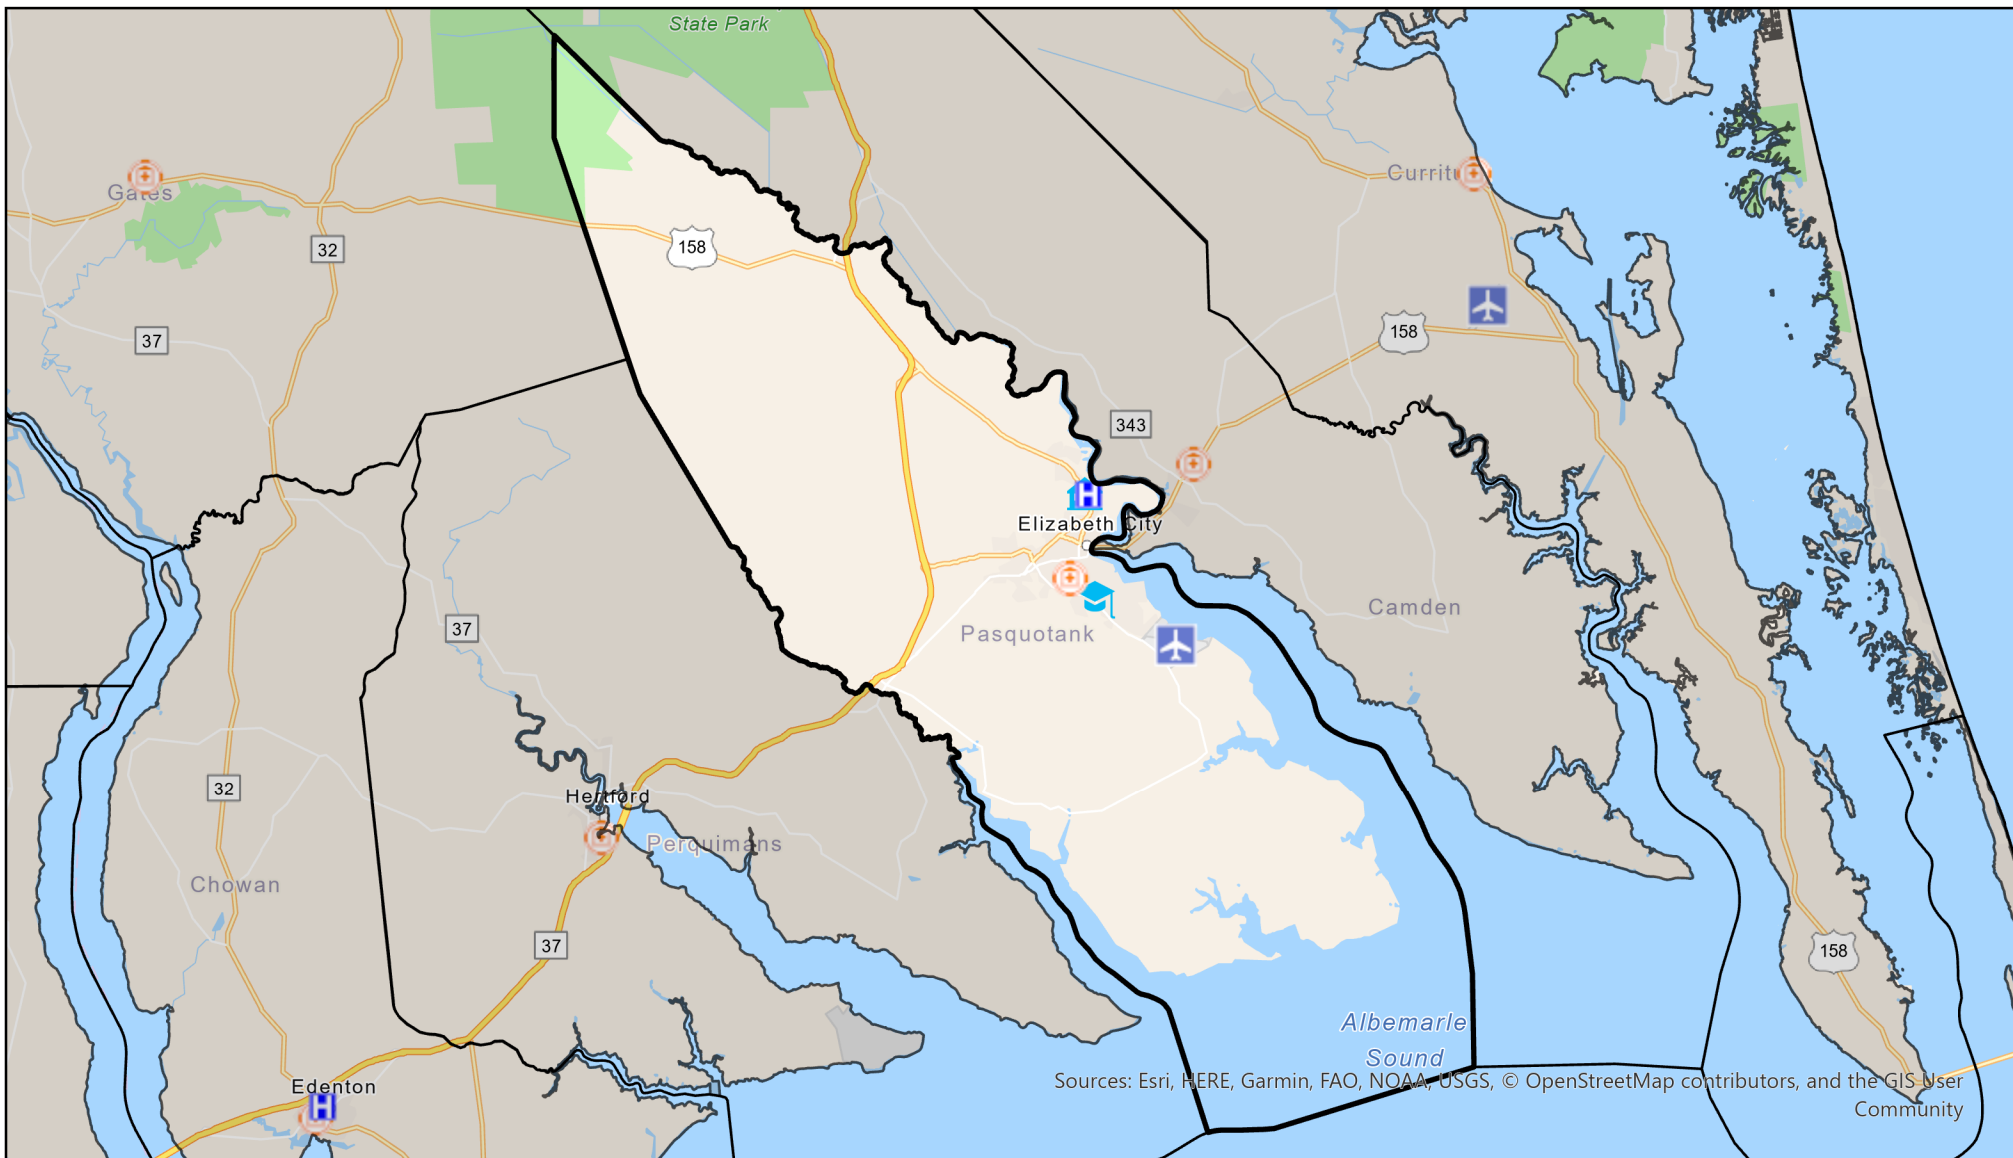 State Park
Gates
Currit
32
158
37
158
343
Elizabeth City
Camden
37
Pasquotank
32
Hertford
Perquimans
Chowan
37
158
Albemarle
Sound
Sources: Esri, HERE, Garmin, FAO, NOAA, USGS, © OpenStreetMap contributors, and the GIS User
Community
Edenton
H
H